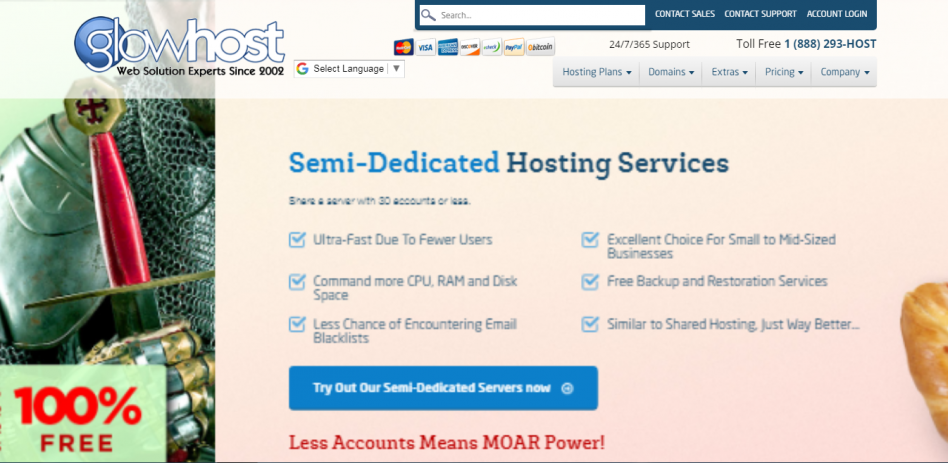 Search...
CONTACT SALES CONTACT SUPPORT ACCOUNT LOGIN
glowhost
Web Solution Experts Since 2002
VISA
DISCOVER
PayPal
bitcoin
24/7/365 Support
Toll Free 1 (888) 293-HOST
Select Language
Hosting Plans Domains Extras Pricing Company
Semi-Dedicated Hosting Services
Share a server with 30 accounts or less.
Ultra-Fast Due To Fewer Users
Command more CPU, RAM and Disk
Space
Less Chance of Encountering Email
Blacklists
Excellent Choice For Small to Mid-Sized
Businesses
Free Backup and Restoration Services
Similar to Shared Hosting, Just Way Better...
Try Out Our Semi-Dedicated Servers now
Less Accounts Means MOAR Power!
100%
FREE